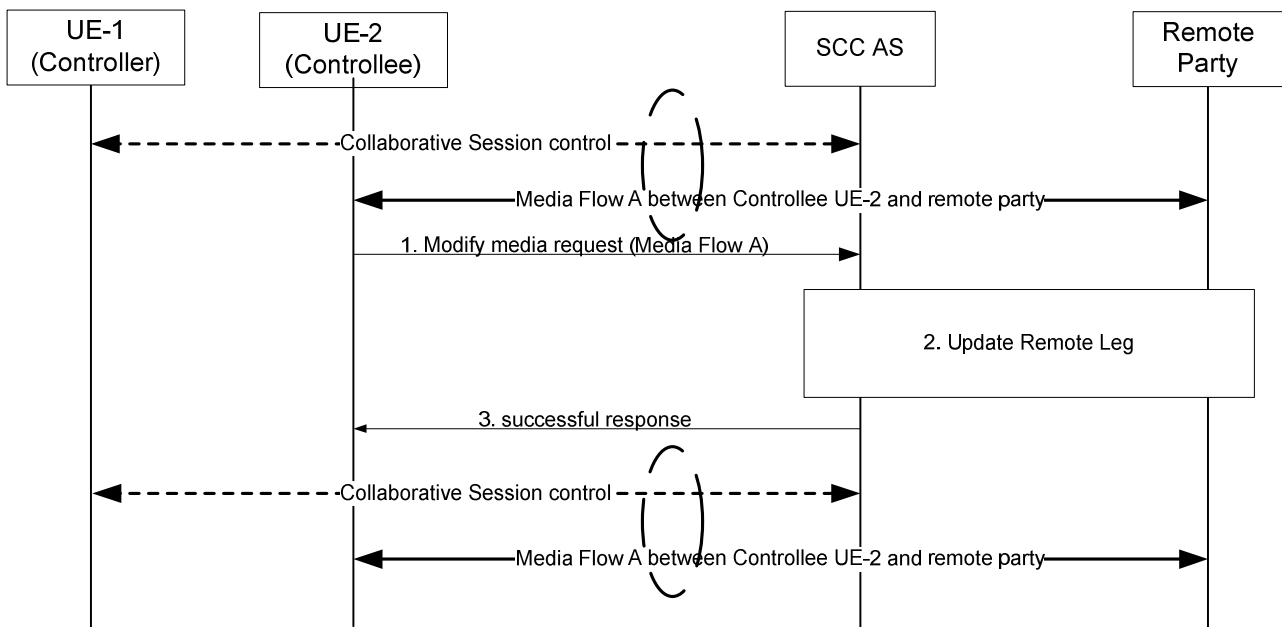 UE-1
(Controller)
UE-2
(Controllee)
SCC AS
Remote
Party
Collaborative Session control
Media Flow A between Controllee UE-2 and remote party
1. Modify media request (Media Flow A)
2. Update Remote Leg
3. successful response
Collaborative Session control
Media Flow A between Controllee UE-2 and remote party